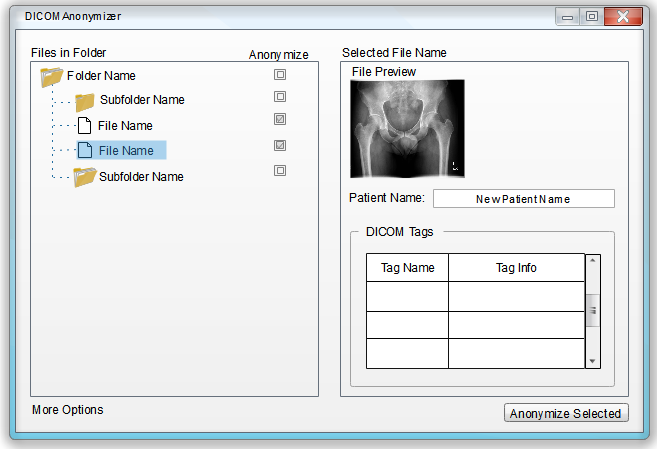 DICOM Anonymizer
Files in Folder
Anonymize
Folder Name
Subfolder Name
File Name
File Name
Subfolder Name
More Options
Selected File Name
File Preview
Patient Name:
New Patient Name
DICOM Tags
Tag Name
Tag Info
Anonymize Selected